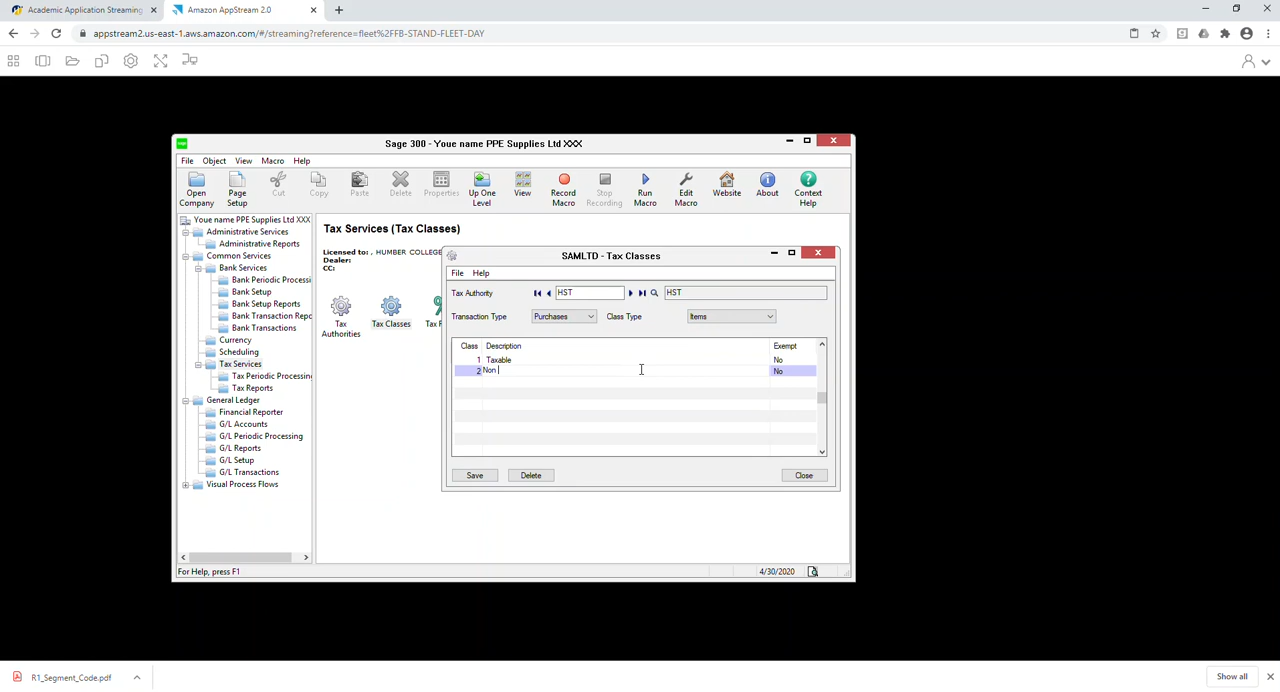 Academic Application Streaming
Amazon AppStream 2.0
appstream2.us-east-1.aws.amazon.com/#/streaming?reference=fleet%2FFB-STAND-FLEET-DAY
Sage 300 - Youe name PPE Supplies Ltd XXX
File Object View Macro Help
Open Company
Page Setup
Cut
Copy
Paste
Delete
Properties
Up One Level
View
Record Macro
Stop Recording
Run Macro
Edit Macro
Website
About
Context Help
Youe name PPE Supplies Ltd XXX
Administrative Services
Administrative Reports
Common Services
Bank Services
Bank Periodic Processi
Bank Setup
Bank Setup Reports
Bank Transaction Repo
Bank Transactions
Currency
Scheduling
Tax Services
Tax Periodic Processin
Tax Reports
General Ledger
Financial Reporter
G/L Accounts
G/L Periodic Processing
G/L Reports
G/L Setup
G/L Transactions
Visual Process Flows
Tax Services (Tax Classes)
Licensed to: , HUMBER COLLEGE
Dealer:
CC:
Tax Authorities
Tax Classes
Tax
SAMLTD - Tax Classes
File Help
Tax Authority HST HST
Transaction Type Purchases Class Type Items
Class Description Exempt
1 Taxable No
2 Non No
Save Delete Close
For Help, press F1 4/30/2020
R1_Segment_Code.pdf
Show all